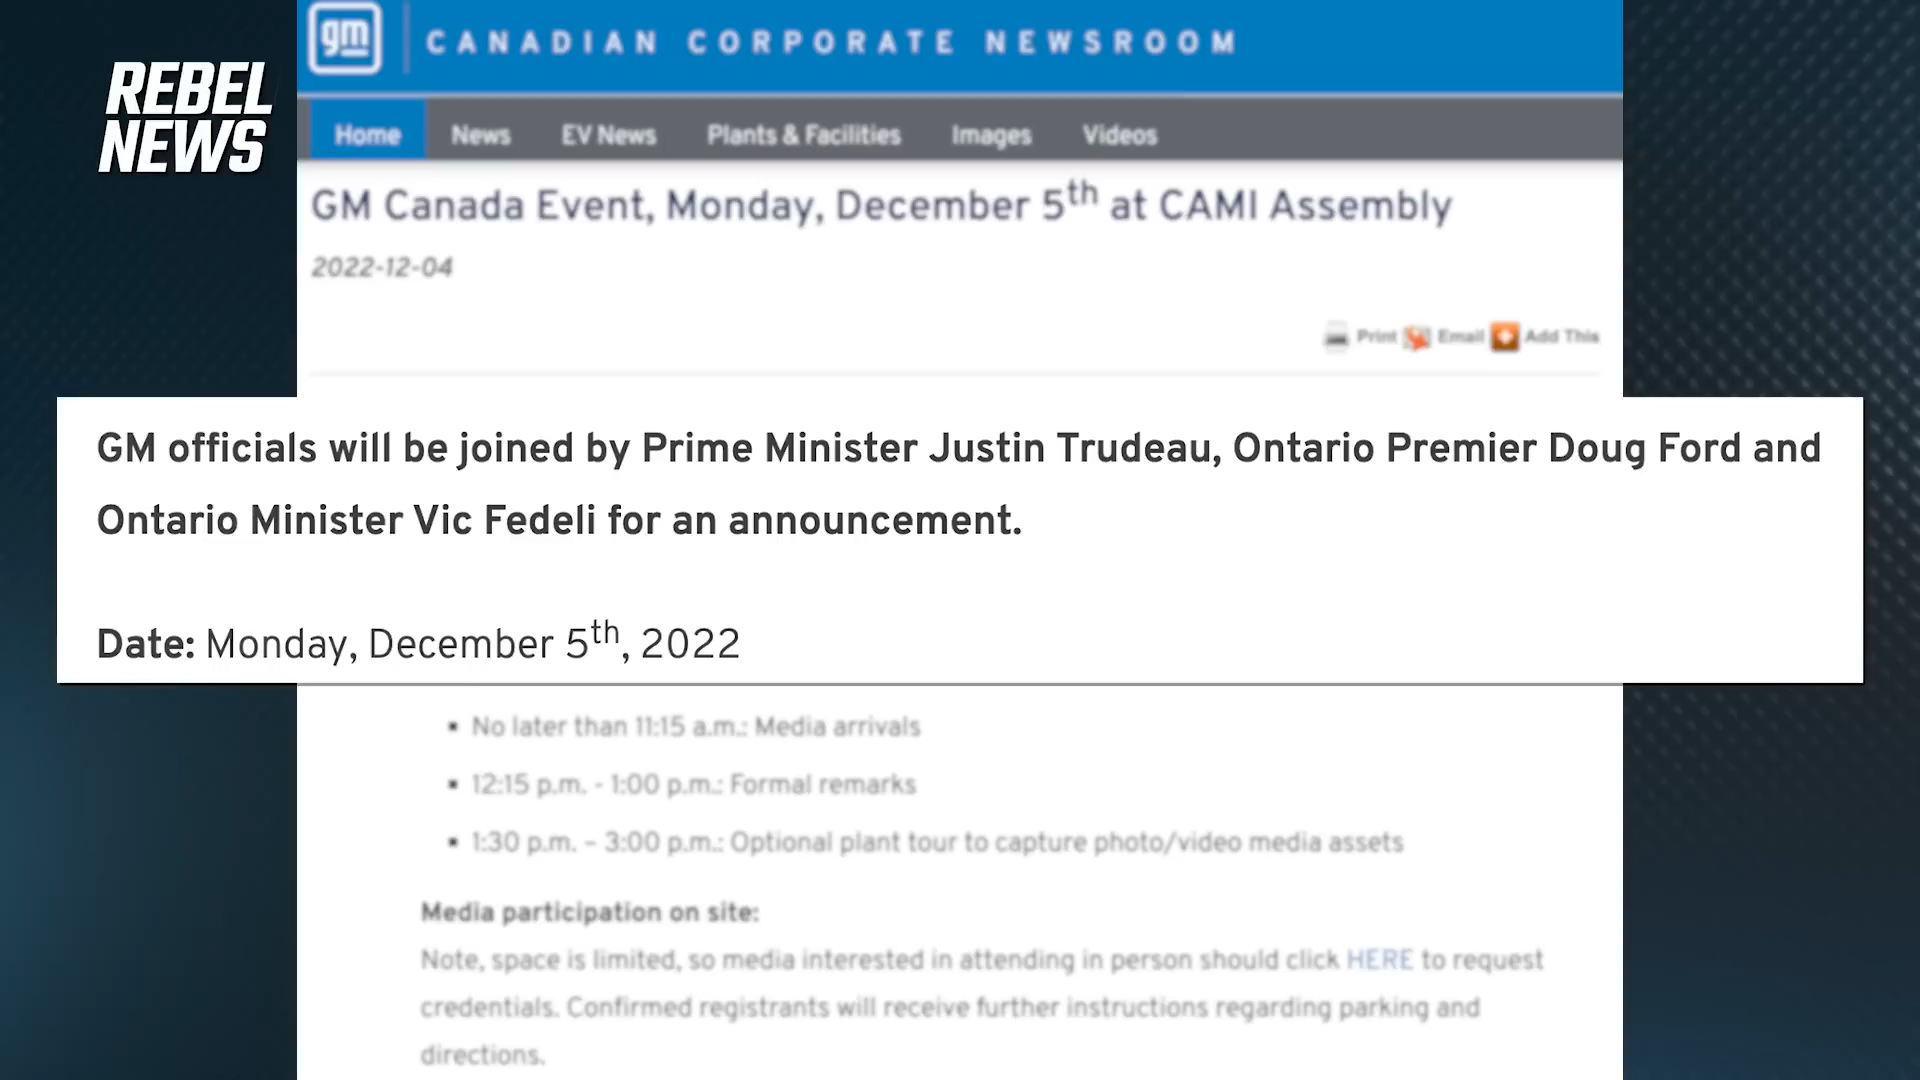 REBEL
NEWS
gm
CANADIAN CORPORATE NEWSROOM
Home News EV News Plants & Facilities Images Videos
GM Canada Event, Monday, December 5th at CAMI Assembly
2022-12-04
Print Email Add This
GM officials will be joined by Prime Minister Justin Trudeau, Ontario Premier Doug Ford and
Ontario Minister Vic Fedeli for an announcement.
Date: Monday, December 5th, 2022
▪ No later than 11:15 a.m.: Media arrivals
▪ 12:15 p.m. - 1:00 p.m.: Formal remarks
▪ 1:30 p.m. – 3:00 p.m.: Optional plant tour to capture photo/video media assets
Media participation on site:
Note, space is limited, so media interested in attending in person should click HERE to request
credentials. Confirmed registrants will receive further instructions regarding parking and
directions.